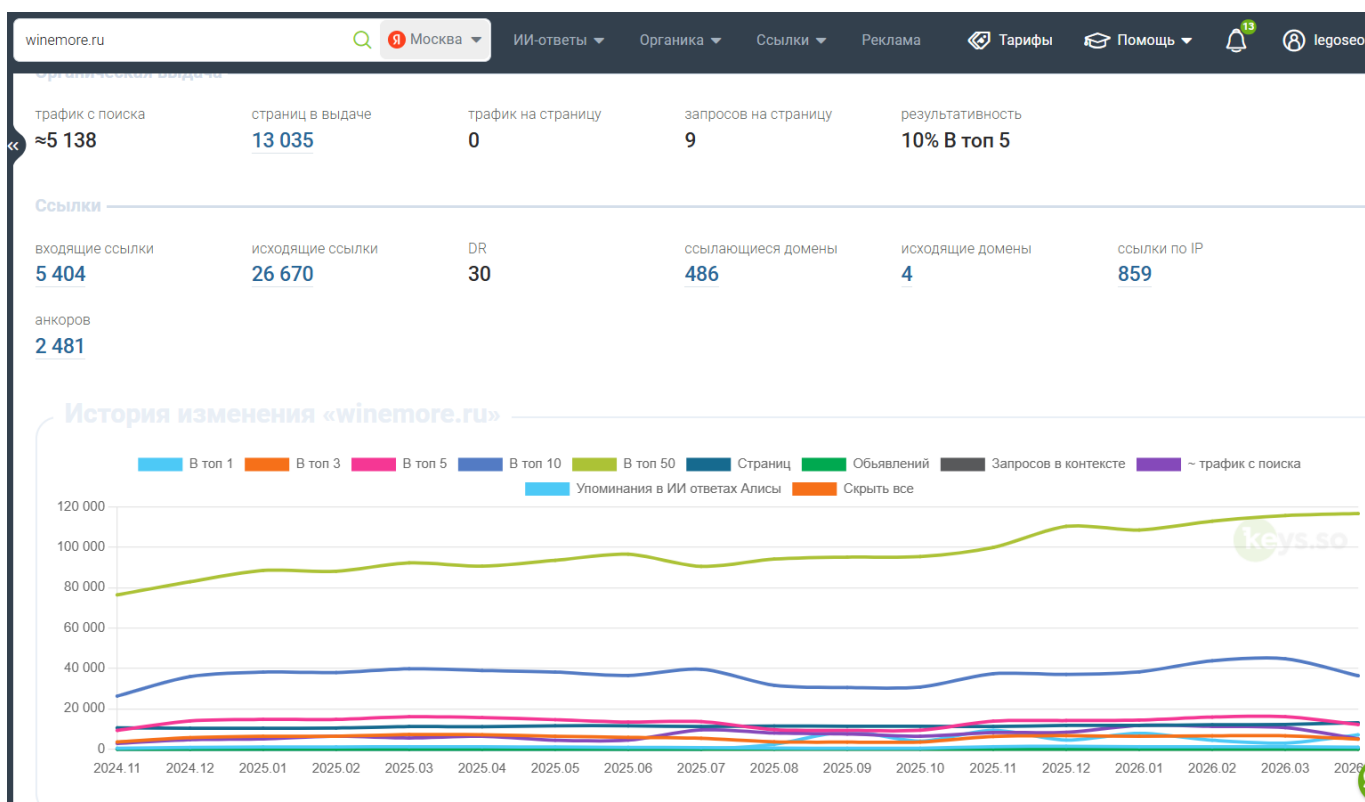 winemore.ru Я Москва ИИ-ответы Органика Ссылки Реклама Тарифы Помощь 13 legoseo
Органическая выдача
трафик с поиска страниц в выдаче трафик на страницу запросов на страницу результативность
≈5 138 13 035 0 9 10% В топ 5
«
Ссылки
входящие ссылки исходящие ссылки DR ссылающиеся домены исходящие домены ссылки по IP
5 404 26 670 30 486 4 859
анкоров
2 481
История изменения «winemore.ru»
В топ 1 В топ 3 В топ 5 В топ 10 В топ 50 Страниц Обьявлений Запросов в контексте ~ трафик с поиска
Упоминания в ИИ ответах Алисы Скрыть все
120 000
100 000
keys.so
80 000
60 000
40 000
20 000
0
2024.11 2024.12 2025.01 2025.02 2025.03 2025.04 2025.05 2025.06 2025.07 2025.08 2025.09 2025.10 2025.11 2025.12 2026.01 2026.02 2026.03